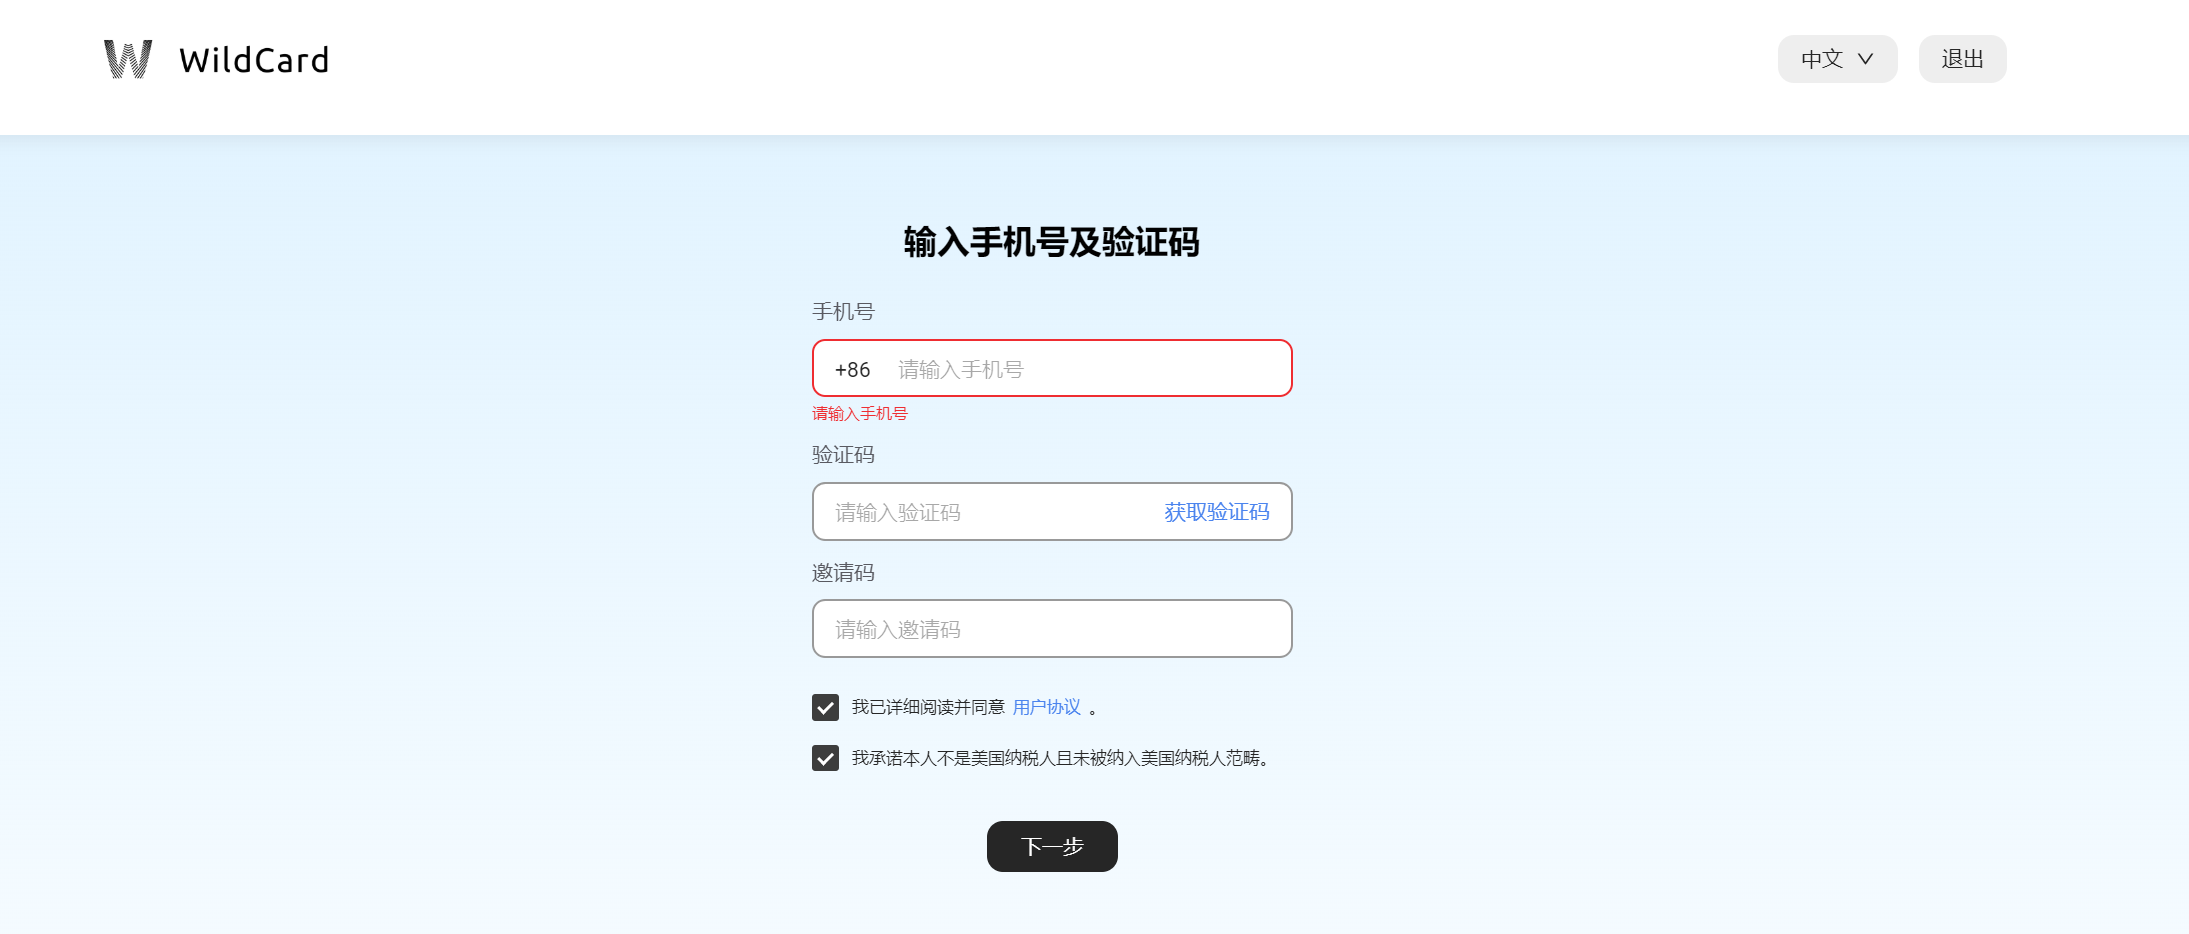 WildCard
中文
退出
输入手机号及验证码
手机号
+86 请输入手机号
请输入手机号
验证码
请输入验证码 获取验证码
邀请码
请输入邀请码
我已详细阅读并同意 用户协议 。
我承诺本人不是美国纳税人且未被纳入美国纳税人范畴。
下一步